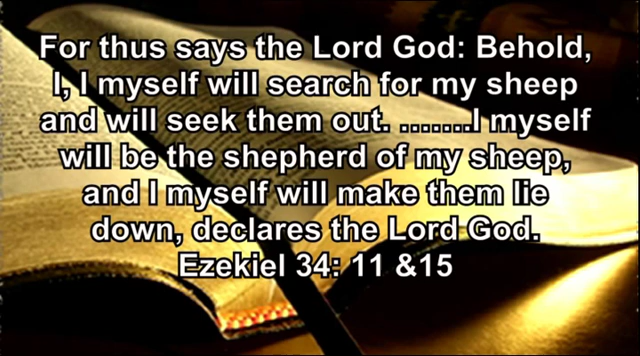 For thus says the Lord God: Behold,
I, I myself will search for my sheep
and will seek them out. .......I myself
will be the shepherd of my sheep,
and I myself will make them lie
down, declares the Lord God.
Ezekiel 34: 11 &15